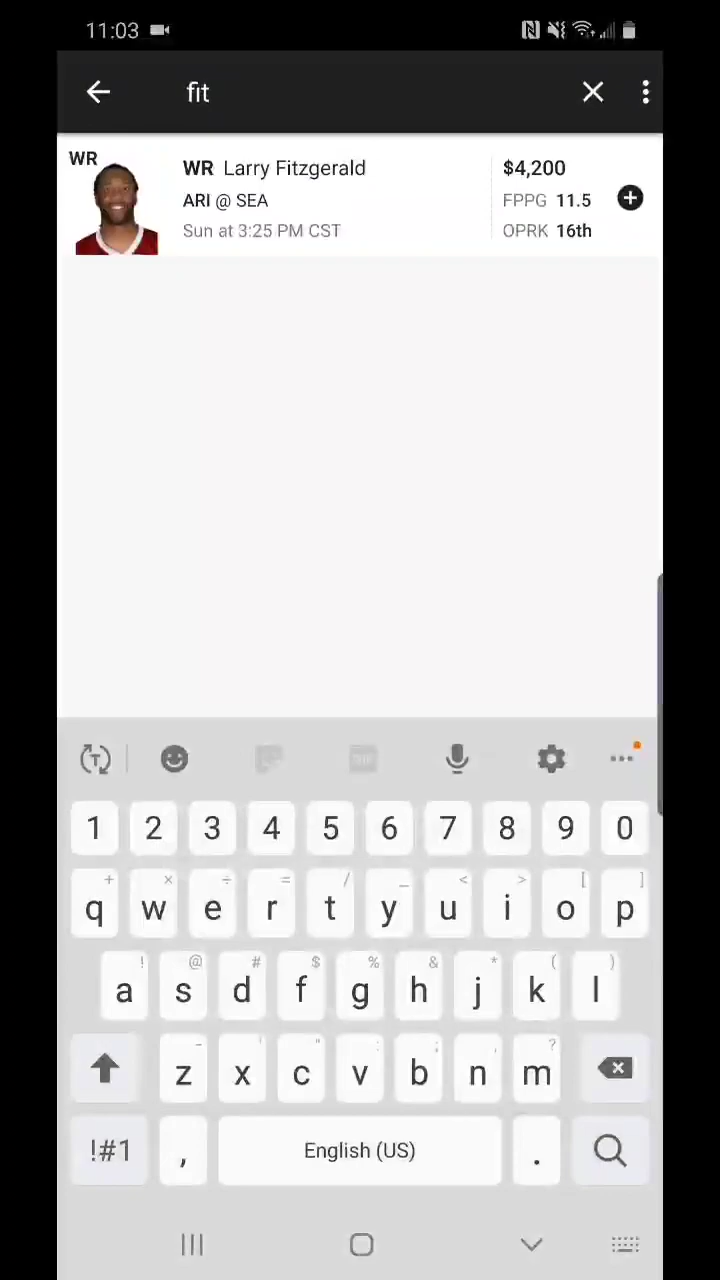 11:03
fit
WR
WR Larry Fitzgerald
$4,200
ARI @ SEA
FPPG 11.5
Sun at 3:25 PM CST
OPRK 16th
T
1 2 3 4 5 6 7 8 9 0
+ × ÷ = / _ < > [ ]
q w e r t y u i o p
! @ # $ % & * ( )
a s d f g h j k l
- ' " : ; , ?
z x c v b n m
!#1 , English (US) .